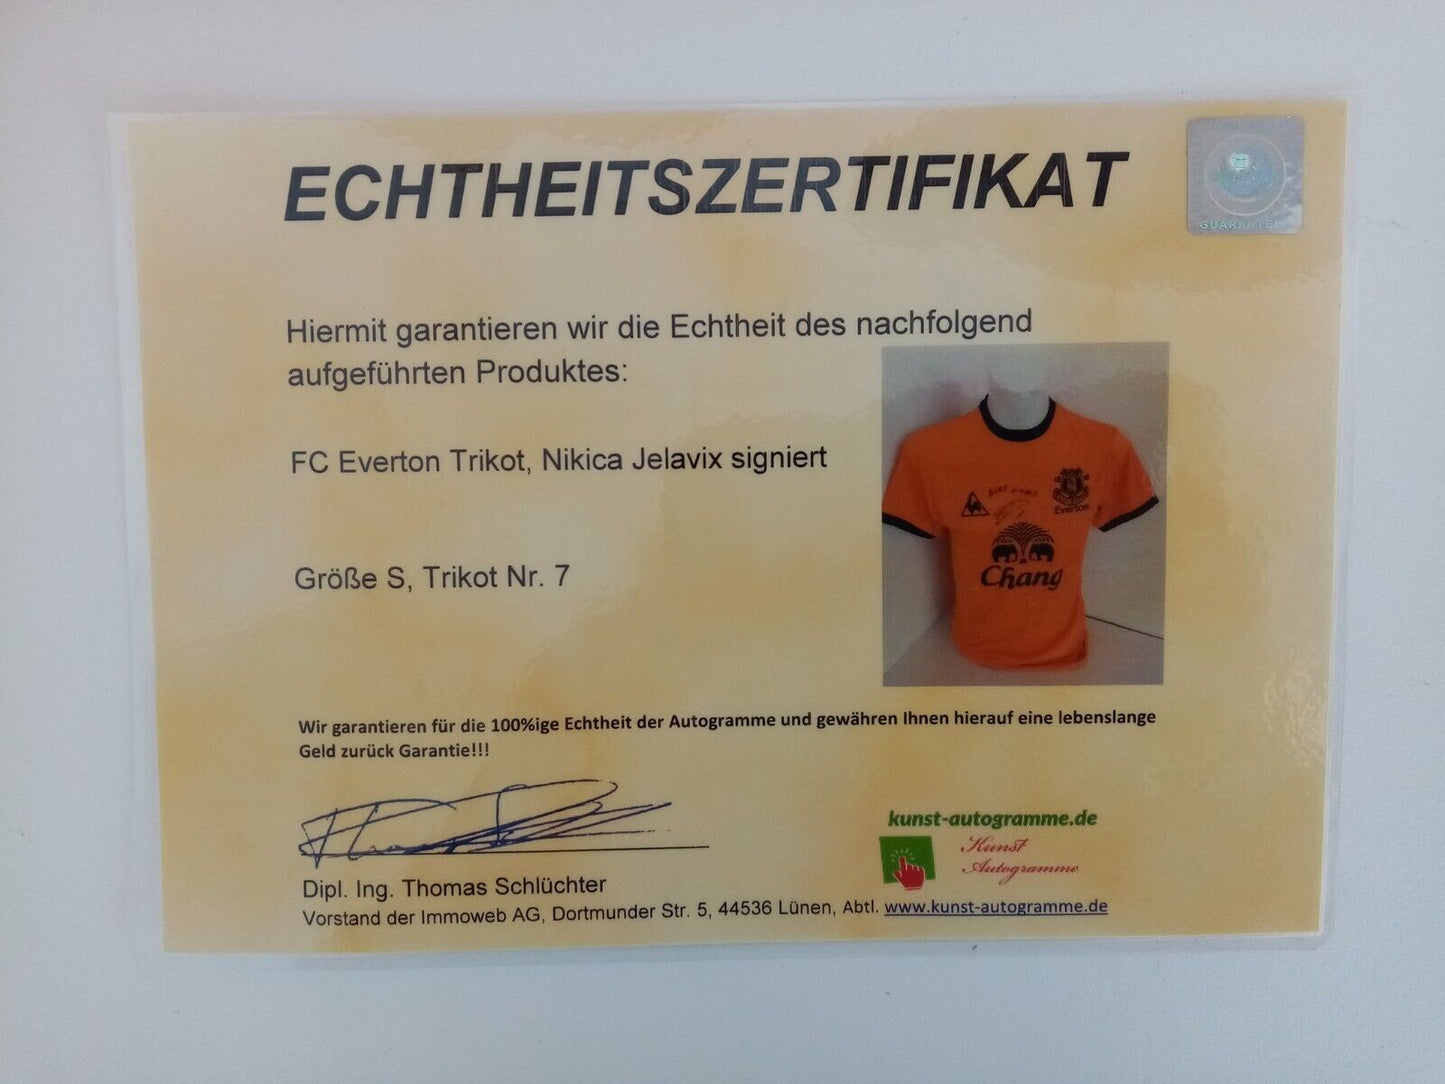 ECHTHEITSZERTIFIKAT
GUARANTEE
Hiermit garantieren wir die Echtheit des nachfolgend
aufgeführten Produktes:
FC Everton Trikot, Nikica Jelavix signiert
Everton
Chang
Größe S, Trikot Nr. 7
Wir garantieren für die 100%ige Echtheit der Autogramme und gewähren Ihnen hierauf eine lebenslange
Geld zurück Garantie!!!
kunst-autogramme.de
Kunst
Autogramme
Dipl. Ing. Thomas Schlüchter
Vorstand der Immoweb AG, Dortmunder Str. 5, 44536 Lünen, Abtl. www.kunst-autogramme.de